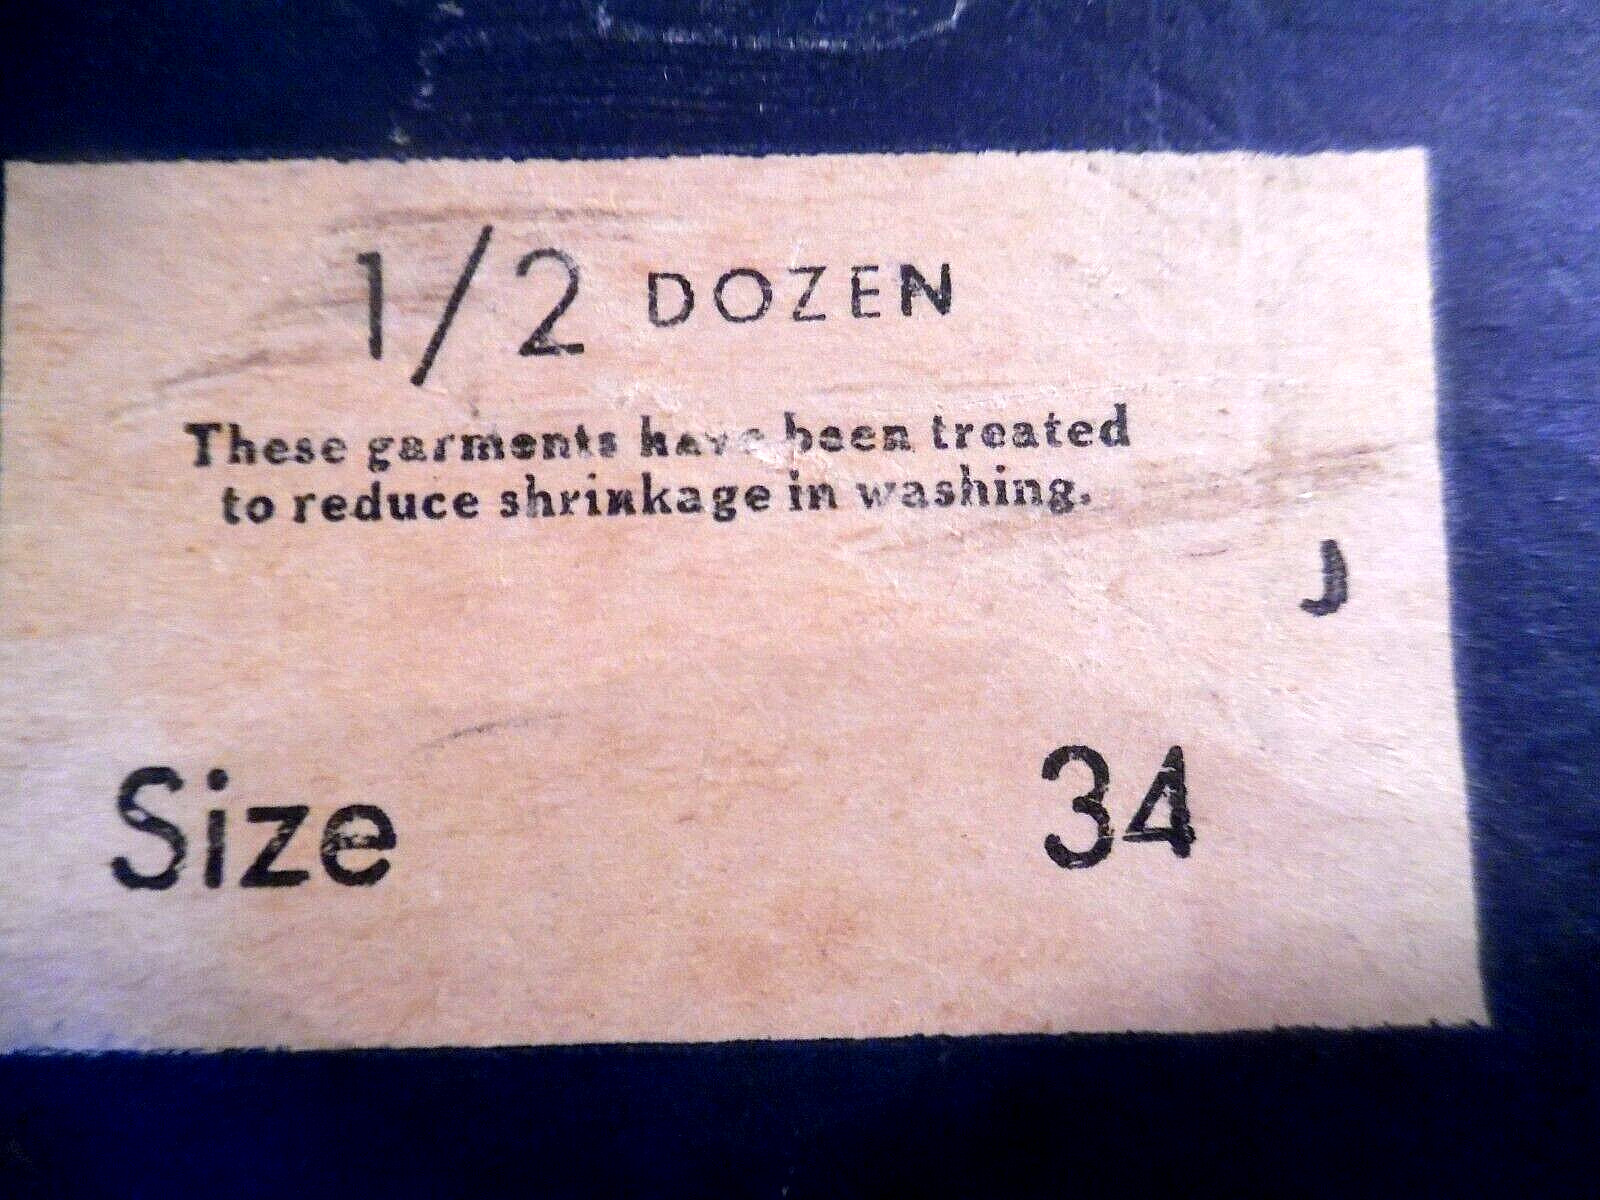 1/2 DOZEN
These garments have been treated
to reduce shrinkage in washing.
J
Size 34